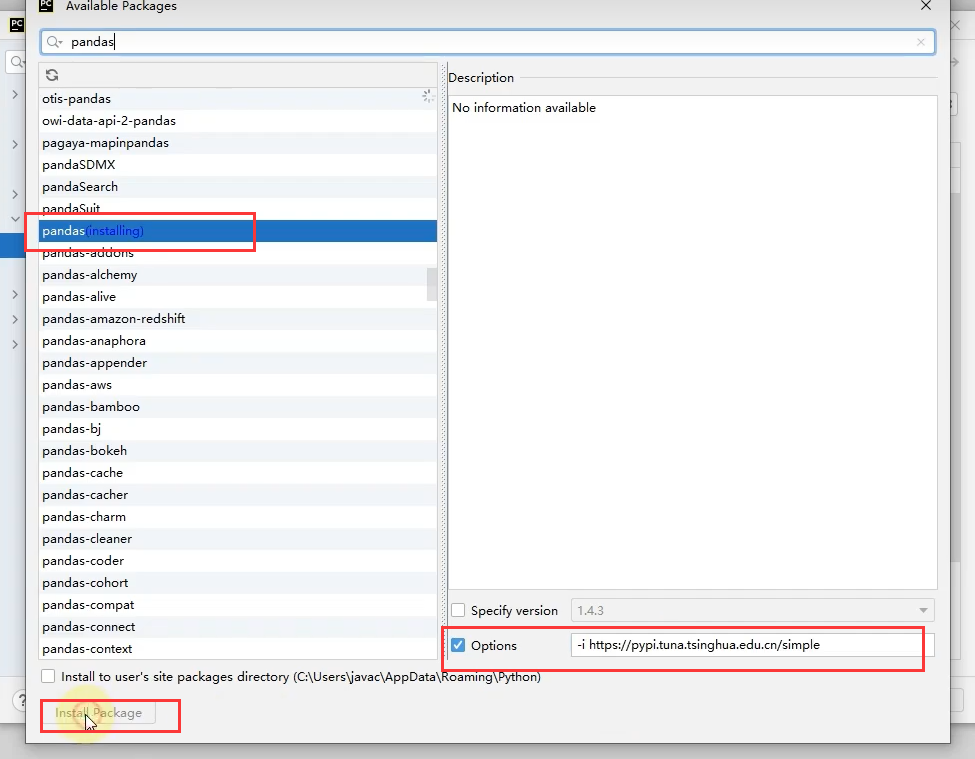 PC Available Packages
PC
pandas
Description
No information available
otis-pandas
owi-data-api-2-pandas
pagaya-mapinpandas
pandaSDMX
pandaSearch
pandaSuit
pandas(installing)
pandas-addons
pandas-alchemy
pandas-alive
pandas-amazon-redshift
pandas-anaphora
pandas-appender
pandas-aws
pandas-bamboo
pandas-bj
pandas-bokeh
pandas-cache
pandas-cacher
pandas-charm
pandas-cleaner
pandas-coder
pandas-cohort
pandas-compat
pandas-connect
pandas-context
Specify version 1.4.3
Options -i https://pypi.tuna.tsinghua.edu.cn/simple
Install to user's site packages directory (C:\Users\javac\AppData\Roaming\Python)
?
Install Package